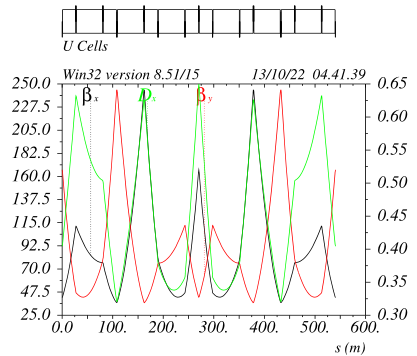 U Cells
Win32 version 8.51/15 13/10/22 04.41.39
250.0 βx Dx βy 0.65
227.5
205.0 0.60
182.5 0.55
160.0 0.50
137.5
115.0 0.45
92.5 0.40
70.0
47.5 0.35
25.0 0.30
0.0 100. 200. 300. 400. 500. 600.
s (m)